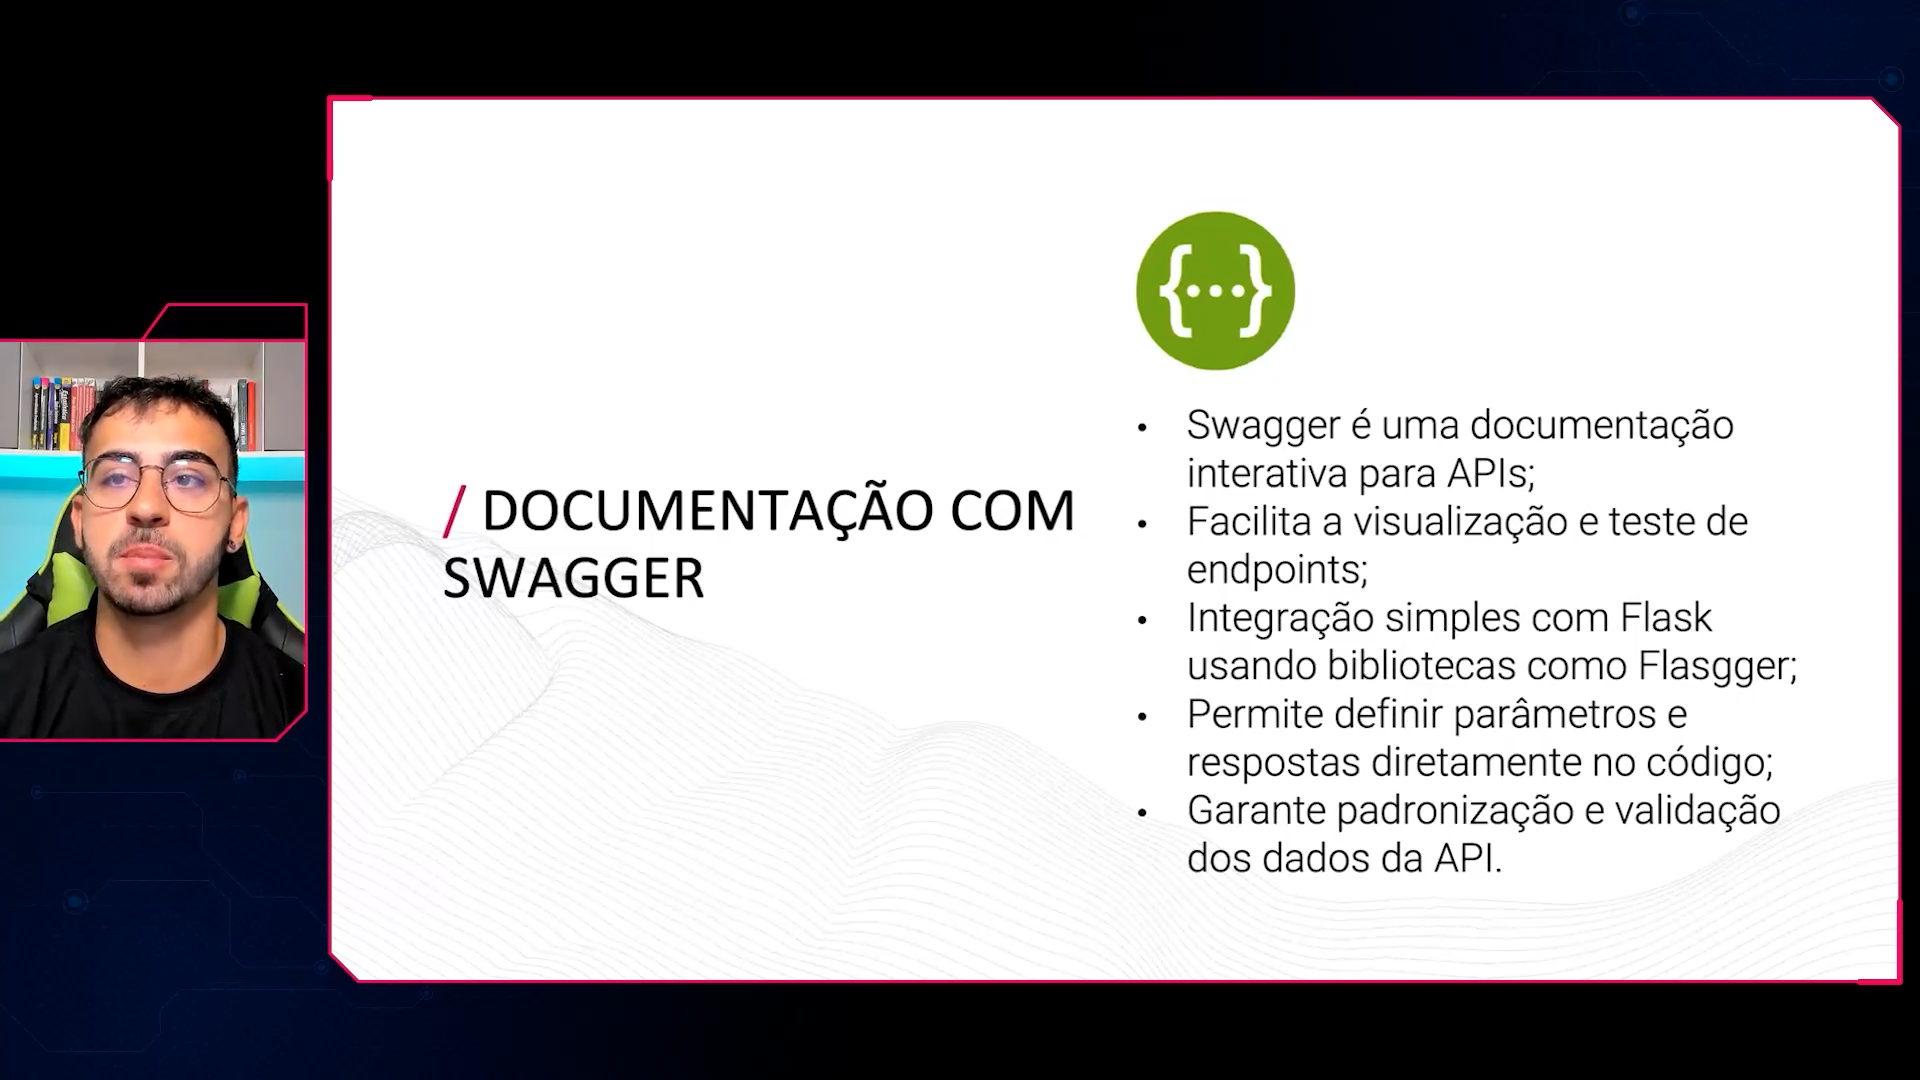 / DOCUMENTAÇÃO COM
SWAGGER
{...}
• Swagger é uma documentação
interativa para APIs;
• Facilita a visualização e teste de
endpoints;
• Integração simples com Flask
usando bibliotecas como Flasgger;
• Permite definir parâmetros e
respostas diretamente no código;
• Garante padronização e validação
dos dados da API.